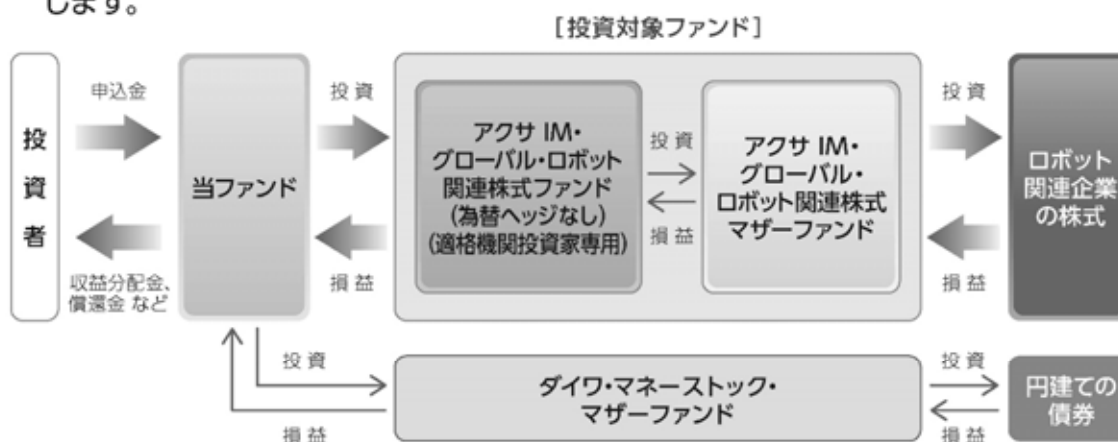 します。
[投資対象ファンド]
投
資
者
申込金
収益分配金、
償還金 など
当ファンド
投 資
損 益
アクサ IM・
グローバル・ロボット
関連株式ファンド
(為替ヘッジなし)
(適格機関投資家専用)
投 資
損 益
アクサ IM・
グローバル・
ロボット関連株式
マザーファンド
投 資
損 益
ロボット
関連企業
の株式
投 資
損 益
ダイワ・マネーストック・
マザーファンド
投 資
損 益
円建ての
債券